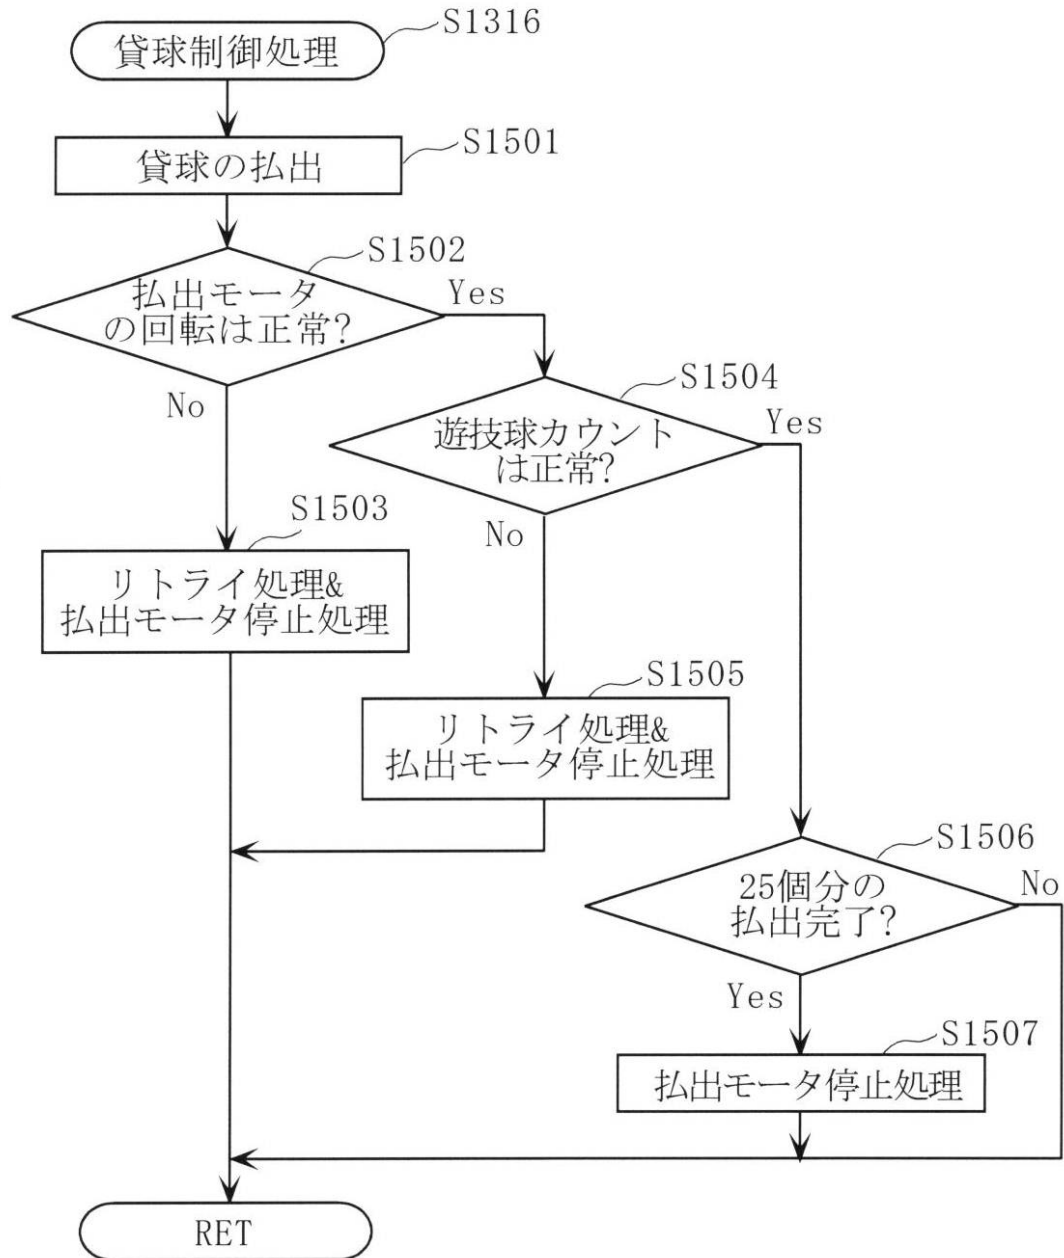 S1316
貸球制御処理
S1501
貸球の払出
S1502
払出モータ
の回転は正常?
Yes
No
S1504
遊技球カウント
は正常?
Yes
No
S1503
リトライ処理&
払出モータ停止処理
S1505
リトライ処理&
払出モータ停止処理
S1506
25個分の
払出完了?
No
Yes
S1507
払出モータ停止処理
RET